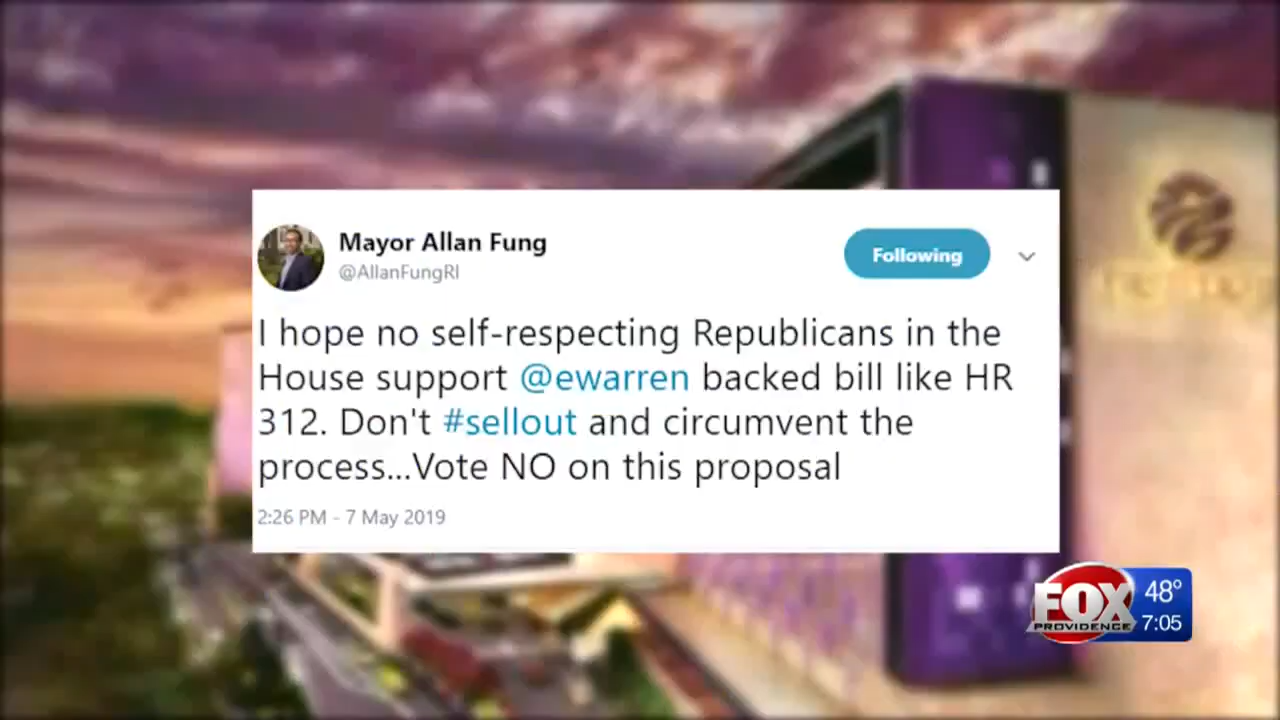 Mayor Allan Fung
@AllanFungRI
Following
I hope no self-respecting Republicans in the
House support @ewarren backed bill like HR
312. Don't #sellout and circumvent the
process...Vote NO on this proposal
2:26 PM - 7 May 2019
FOX
PROVIDENCE
48°
7:05